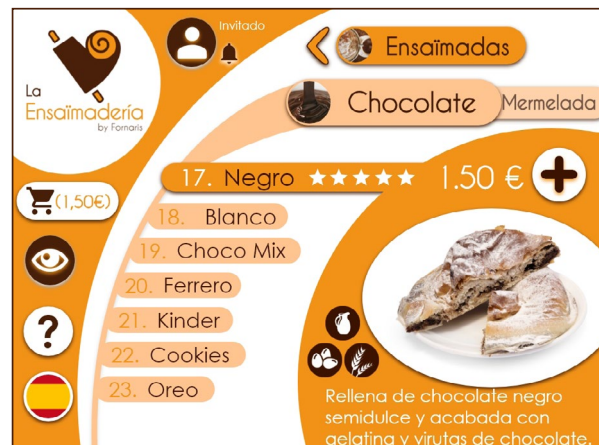 Invitado
La
Ensaïmadería
by Fornaris
Ensaïmadas
Chocolate
Mermelada
17. Negro ★★★★★ 1.50 €
(1,50€)
18. Blanco
19. Choco Mix
20. Ferrero
21. Kinder
22. Cookies
23. Oreo
?
Rellena de chocolate negro
semidulce y acabada con
gelatina y virutas de chocolate.